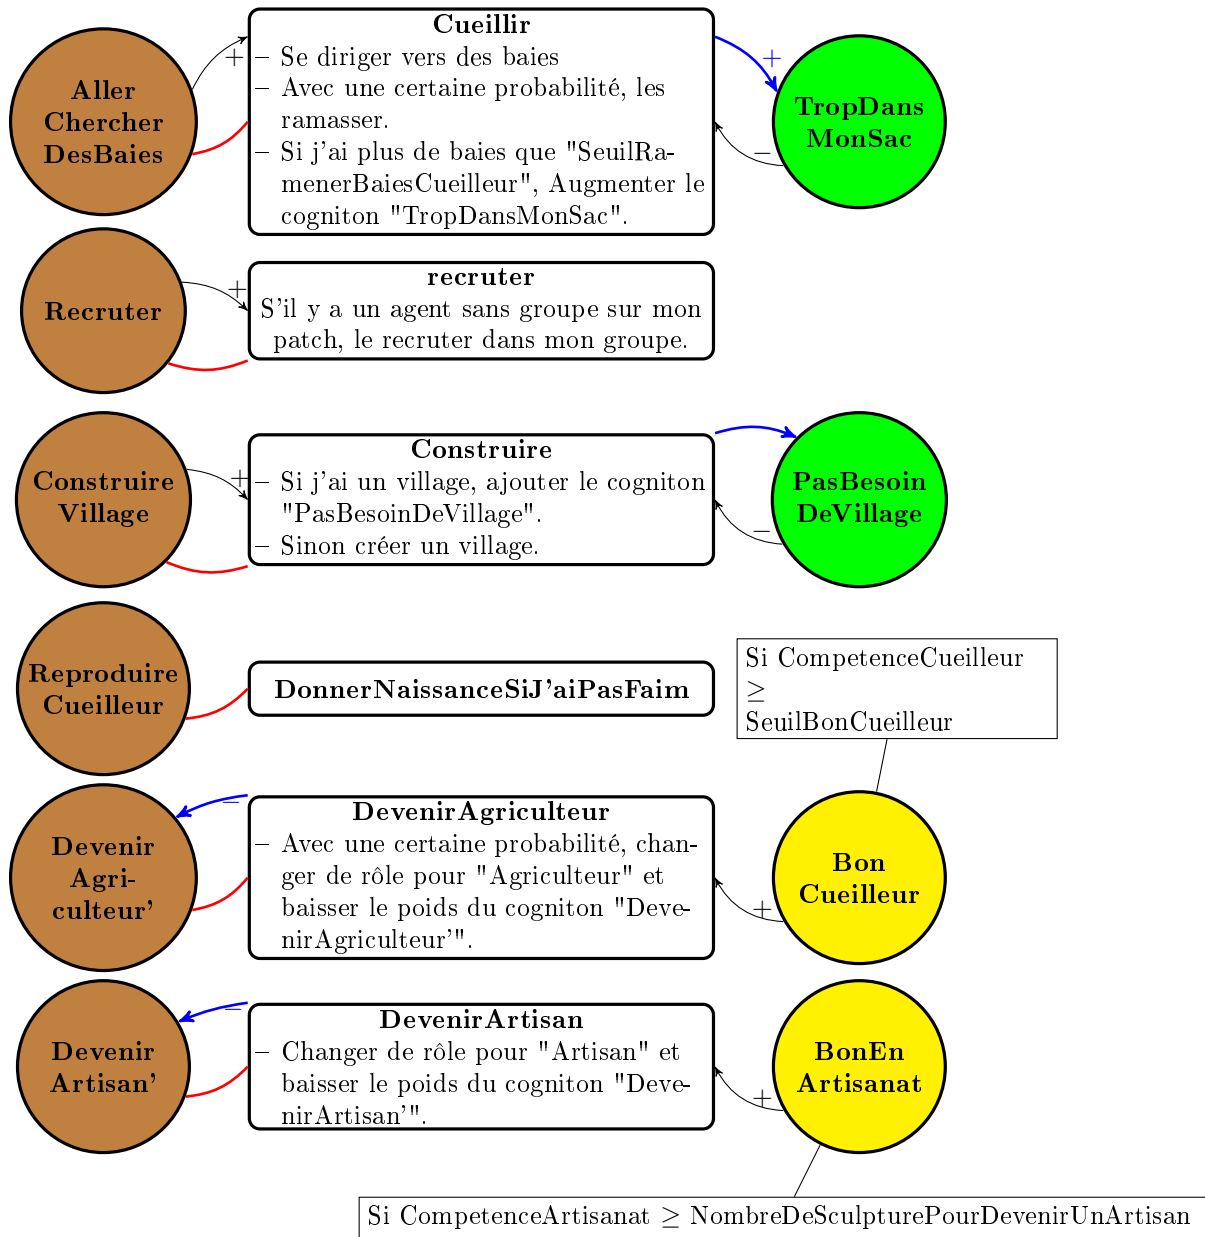 Aller
Chercher
DesBaies
+
Cueillir
– Se diriger vers des baies
– Avec une certaine probabilité, les
ramasser.
– Si j'ai plus de baies que "SeuilRa-
menerBaiesCueilleur", Augmenter le
cogniton "TropDansMonSac".
+
–
TropDans
MonSac
Recruter
+
recruter
S'il y a un agent sans groupe sur mon
patch, le recruter dans mon groupe.
Construire
Village
+
Construire
– Si j'ai un village, ajouter le cogniton
"PasBesoinDeVillage".
– Sinon créer un village.
–
PasBesoin
DeVillage
Reproduire
Cueilleur
DonnerNaissanceSiJ'aiPasFaim
Si CompetenceCueilleur
≥
SeuilBonCueilleur
Devenir
Agri-
culteur'
–
DevenirAgriculteur
– Avec une certaine probabilité, chan-
ger de rôle pour "Agriculteur" et
baisser le poids du cogniton "Deve-
nirAgriculteur'".
+
Bon
Cueilleur
Devenir
Artisan'
–
DevenirArtisan
– Changer de rôle pour "Artisan" et
baisser le poids du cogniton "Deve-
nirArtisan'".
+
BonEn
Artisanat
Si CompetenceArtisanat ≥ NombreDeSculpturePourDevenirUnArtisan